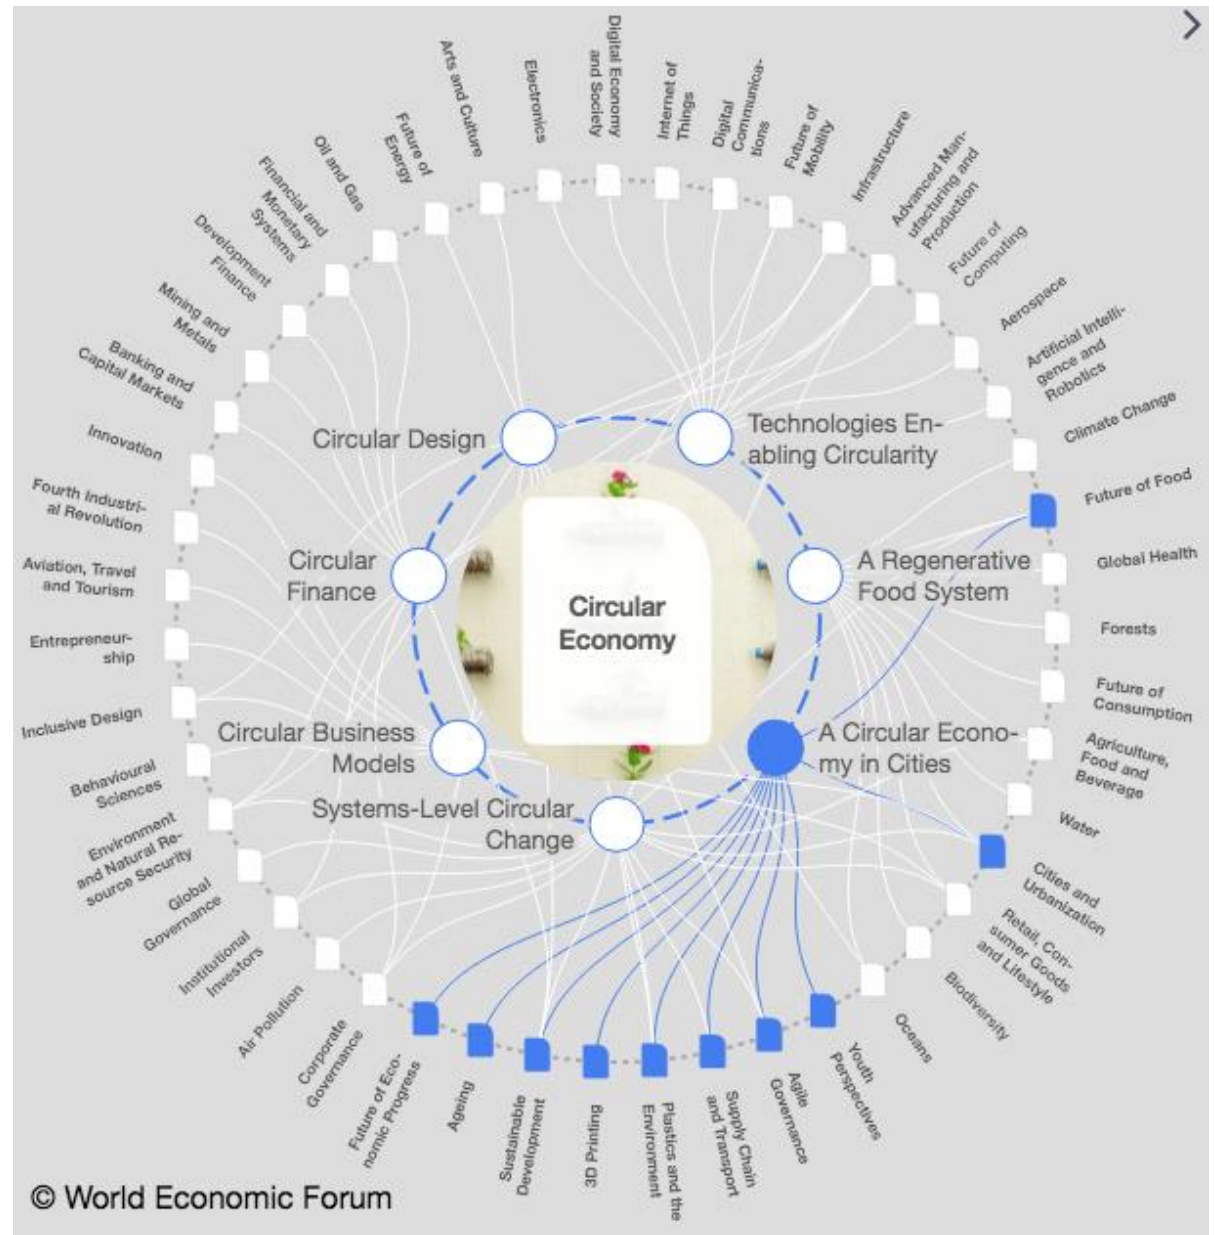 Digital Economy
and Society
Internet of
Things
Digital
Communica-
tions
Future of
Mobility
Infrastructure
Advanced Man-
ufacturing and
Production
Future of
Computing
Aerospace
Artificial Intelli-
gence and
Robotics
Climate Change
Future of Food
Global Health
Forests
Future of
Consumption
Agriculture,
Food and
Beverage
Water
Cities and
Urbanization
Retail, Con-
sumer Goods
and Lifestyle
Biodiversity
Oceans
Youth
Perspectives
Agile
Governance
Supply Chain
and Transport
Plastics and the
Environment
3D Printing
Sustainable
Development
Ageing
Future of Eco-
nomic Progress
Corporate
Governance
Air Pollution
Institutional
Investors
Global
Governance
Environment
and Natural Re-
source Security
Behavioural
Sciences
Inclusive Design
Entrepreneur-
ship
Aviation, Travel
and Tourism
Fourth Industri-
al Revolution
Innovation
Banking and
Capital Markets
Mining and
Metals
Development
Finance
Financial and
Monetary
Systems
Oil and Gas
Future of
Energy
Arts and Culture
Electronics
Circular Design
Technologies En-
abling Circularity
Circular
Finance
A Regenerative
Food System
Circular
Economy
Circular Business
Models
A Circular Econo-
my in Cities
Systems-Level Circular
Change
© World Economic Forum